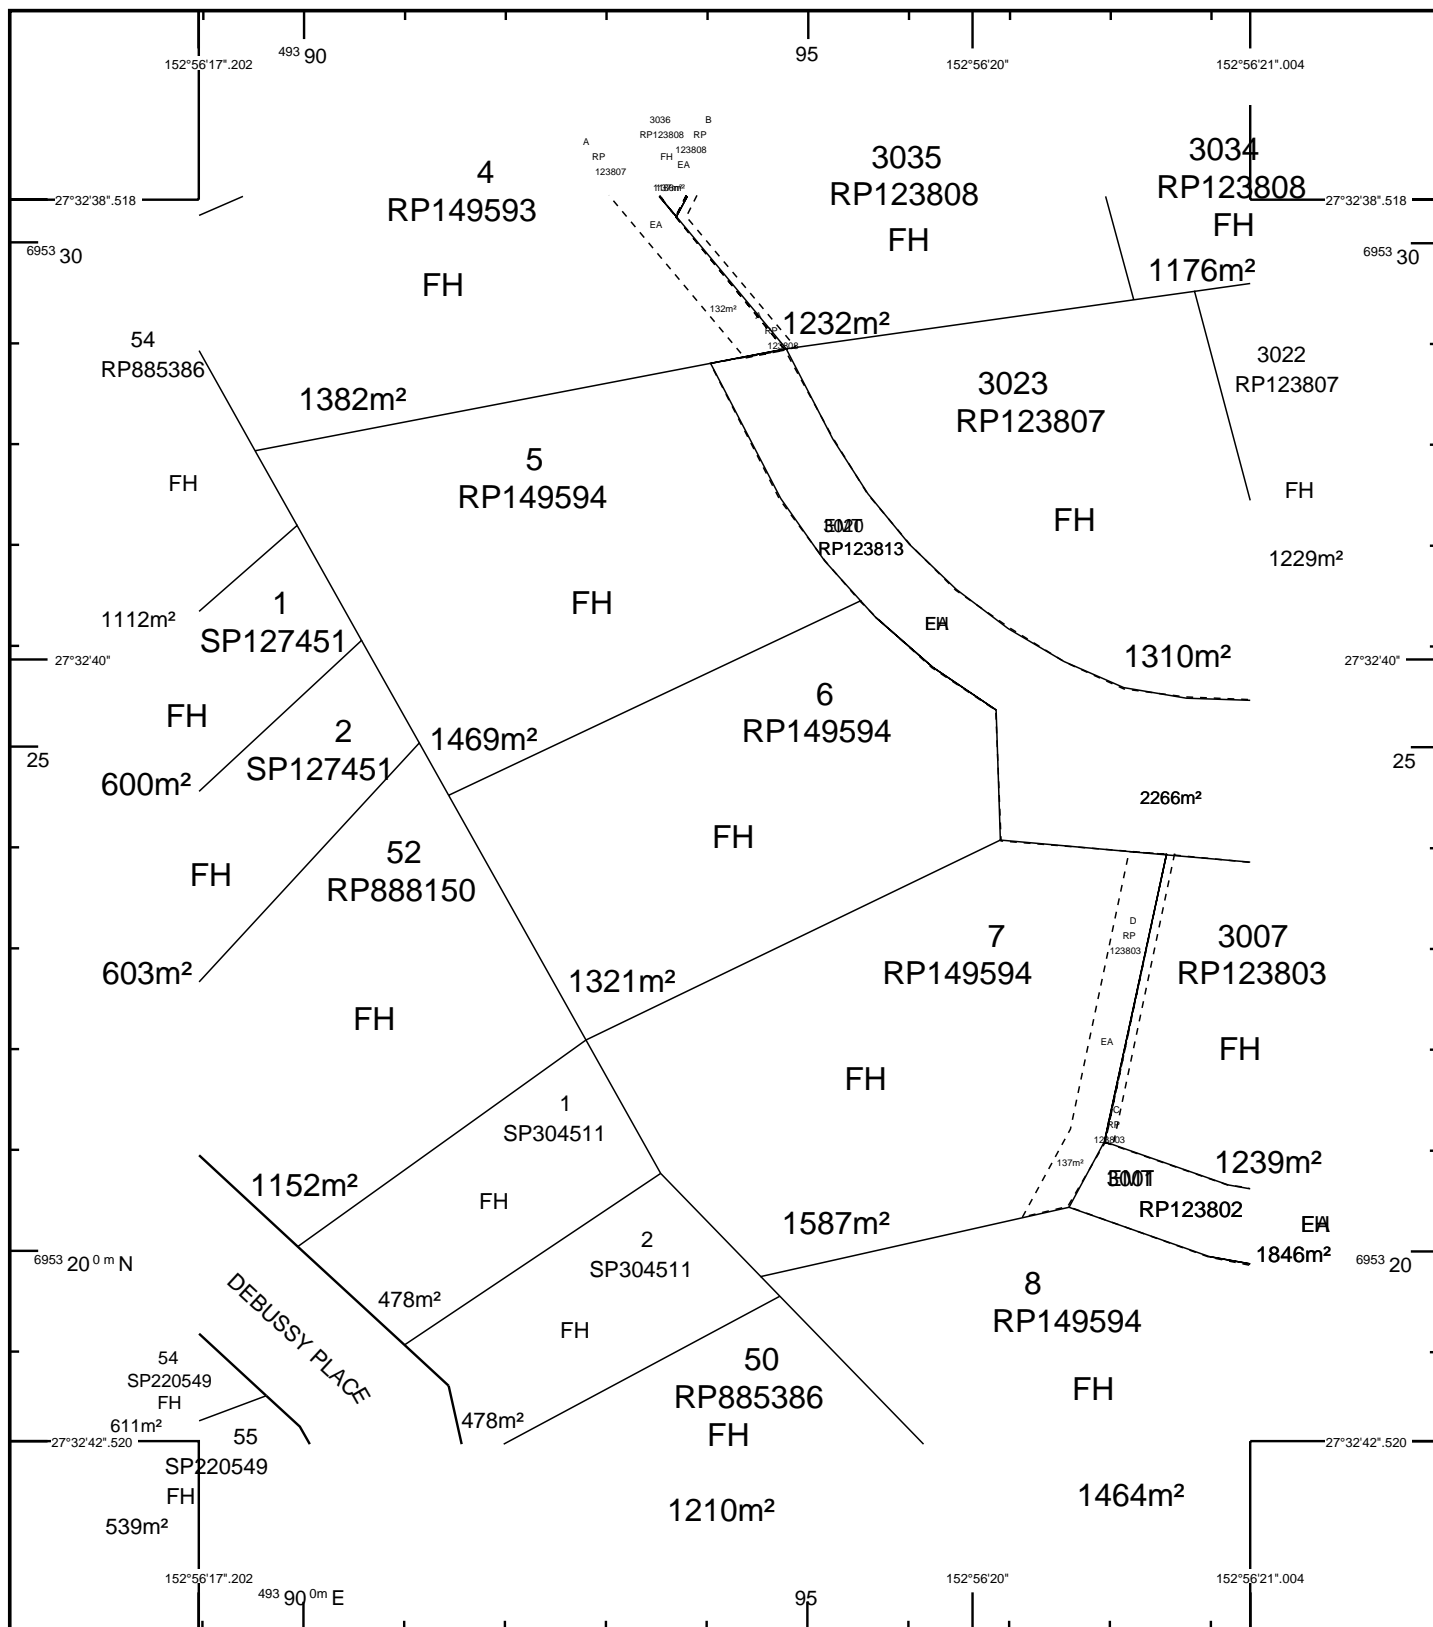 152°56'17".202
493 90
95
152°56'20"
152°56'21".004
27°32'38".518
27°32'38".518
6953 30
6953 30
4
RP149593
FH
1382m²
A
RP
123807
EA
132m²
3036
RP123808
FH
B
RP
123808
EA
RP
123808
3035
RP123808
FH
1232m²
3034
RP123808
FH
1176m²
54
RP885386
FH
1112m²
5
RP149594
FH
1469m²
3023
RP123807
FH
1310m²
3022
RP123807
FH
1229m²
RP123813
2266m²
27°32'40"
27°32'40"
1
SP127451
FH
600m²
2
SP127451
FH
603m²
25
25
6
RP149594
FH
1321m²
52
RP888150
FH
1152m²
7
RP149594
FH
1587m²
D
RP
123803
EA
137m²
C
RP
123803
3007
RP123803
FH
1239m²
RP123802
1846m²
1
SP304511
FH
478m²
2
SP304511
FH
478m²
6953 20 0 m N
6953 20
DEBUSSY PLACE
8
RP149594
FH
1464m²
54
SP220549
FH
611m²
55
SP220549
FH
539m²
50
RP885386
FH
1210m²
27°32'42".520
27°32'42".520
152°56'17".202
493 90 0m E
95
152°56'20"
152°56'21".004